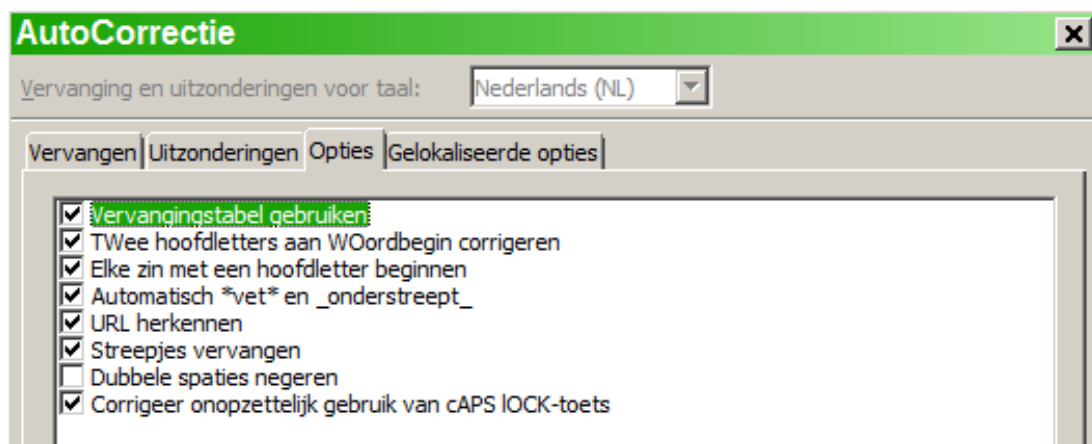 AutoCorrectie
Vervanging en uitzonderingen voor taal: Nederlands (NL)
Vervangen Uitzonderingen Opties Gelokaliseerde opties
Vervangingstabel gebruiken
TWee hoofdletters aan WOordbegin corrigeren
Elke zin met een hoofdletter beginnen
Automatisch *vet* en _onderstreept_
URL herkennen
Streepjes vervangen
Dubbele spaties negeren
Corrigeer onopzettelijk gebruik van cAPS lOCK-toets